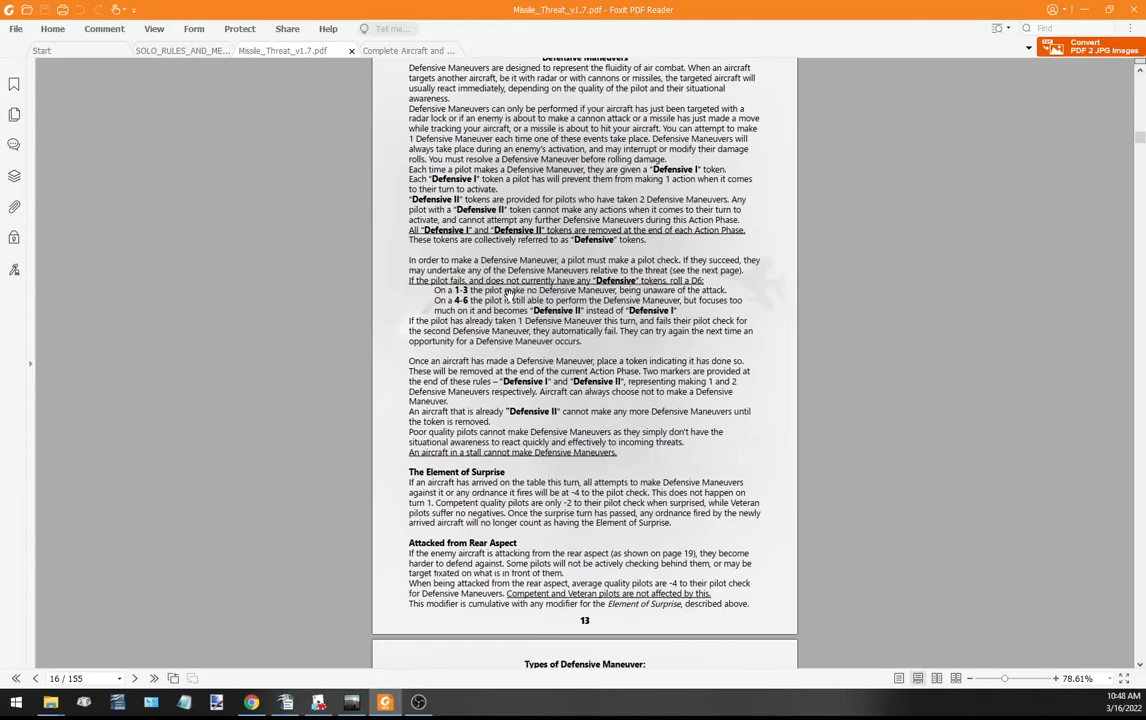 Missile_Threat_v1.7.pdf - Foxit PDF Reader
File Home Comment View Form Protect Share Help Tell me... Find
Convert
PDF 2 JPG Images
Start SOLO_RULES_AND_ME... Missile_Threat_v1.7.pdf Complete Aircraft and ...
Defensive Maneuvers
Defensive Maneuvers are designed to represent the fluidity of air combat. When an aircraft
targets another aircraft, be it with radar or with cannons or missiles, the targeted aircraft will
usually react immediately, depending on the quality of the pilot and their situational
awareness.
Defensive Maneuvers can only be performed if your aircraft has just been targeted with a
radar lock or if an enemy is about to make a cannon attack or a missile has just made a move
while tracking your aircraft, or a missile is about to hit your aircraft. You can attempt to make
1 Defensive Maneuver each time one of these events take place. Defensive Maneuvers will
always take place during an enemy's activation, and may interrupt or modify their damage
rolls. You must resolve a Defensive Maneuver before rolling damage.
Each time a pilot makes a Defensive Maneuver, they are given a "Defensive I" token.
Each "Defensive I" token a pilot has will prevent them from making 1 action when it comes
to their turn to activate.
"Defensive II" tokens are provided for pilots who have taken 2 Defensive Maneuvers. Any
pilot with a "Defensive II" token cannot make any actions when it comes to their turn to
activate, and cannot attempt any further Defensive Maneuvers during this Action Phase.
All "Defensive I" and "Defensive II" tokens are removed at the end of each Action Phase.
These tokens are collectively referred to as "Defensive" tokens.
In order to make a Defensive Maneuver, a pilot must make a pilot check. If they succeed, they
may undertake any of the Defensive Maneuvers relative to the threat (see the next page).
If the pilot fails, and does not currently have any "Defensive" tokens, roll a D6:
On a 1-3 the pilot make no Defensive Maneuver, being unaware of the attack.
On a 4-6 the pilot is still able to perform the Defensive Maneuver, but focuses too
much on it and becomes "Defensive II" instead of "Defensive I"
If the pilot has already taken 1 Defensive Maneuver this turn, and fails their pilot check for
the second Defensive Maneuver, they automatically fail. They can try again the next time an
opportunity for a Defensive Maneuver occurs.
Once an aircraft has made a Defensive Maneuver, place a token indicating it has done so.
These will be removed at the end of the current Action Phase. Two markers are provided at
the end of these rules – "Defensive I" and "Defensive II", representing making 1 and 2
Defensive Maneuvers respectively. Aircraft can always choose not to make a Defensive
Maneuver.
An aircraft that is already "Defensive II" cannot make any more Defensive Maneuvers until
the token is removed.
Poor quality pilots cannot make Defensive Maneuvers as they simply don't have the
situational awareness to react quickly and effectively to incoming threats.
An aircraft in a stall cannot make Defensive Maneuvers.
The Element of Surprise
If an aircraft has arrived on the table this turn, all attempts to make Defensive Maneuvers
against it or any ordnance it fires will be at -4 to the pilot check. This does not happen on
turn 1. Competent quality pilots are only -2 to their pilot check when surprised, while Veteran
pilots suffer no negatives. Once the surprise turn has passed, any ordnance fired by the newly
arrived aircraft will no longer count as having the Element of Surprise.
Attacked from Rear Aspect
If the enemy aircraft is attacking from the rear aspect (as shown on page 19), they become
harder to defend against. Some pilots will not be actively checking behind them, or may be
target fixated on what is in front of them.
When being attacked from the rear aspect, average quality pilots are -4 to their pilot check
for Defensive Maneuvers. Competent and Veteran pilots are not affected by this.
This modifier is cumulative with any modifier for the Element of Surprise, described above.
13
Types of Defensive Maneuver:
16 / 155
78.61%
10:48 AM
3/16/2022